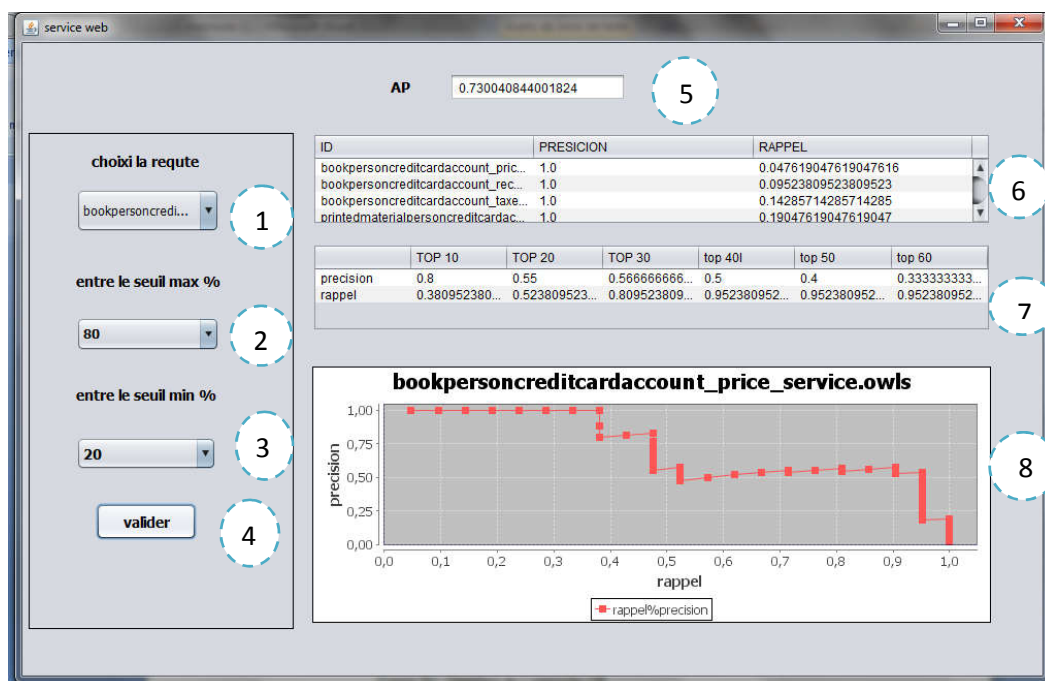 service web
AP 0.730040844001824 5
choixi la requte
bookpersoncredi... 1
entre le seuil max %
80 2
entre le seuil min %
20 3
valider 4
ID PRESICION RAPPEL
bookpersoncreditcardaccount_pric... 1.0 0.047619047619047616
bookpersoncreditcardaccount_rec... 1.0 0.09523809523809523
bookpersoncreditcardaccount_taxe... 1.0 0.14285714285714285
printedmaterialpersoncreditcardac... 1.0 0.19047619047619047
6
TOP 10 TOP 20 TOP 30 top 40l top 50 top 60
precision 0.8 0.55 0.566666666... 0.5 0.4 0.333333333...
rappel 0.380952380... 0.523809523... 0.809523809... 0.952380952... 0.952380952... 0.952380952...
7
bookpersoncreditcardaccount_price_service.owls
precision
1,00
0,75
0,50
0,25
0,00
0,0 0,1 0,2 0,3 0,4 0,5 0,6 0,7 0,8 0,9 1,0
rappel
rappel%precision
8